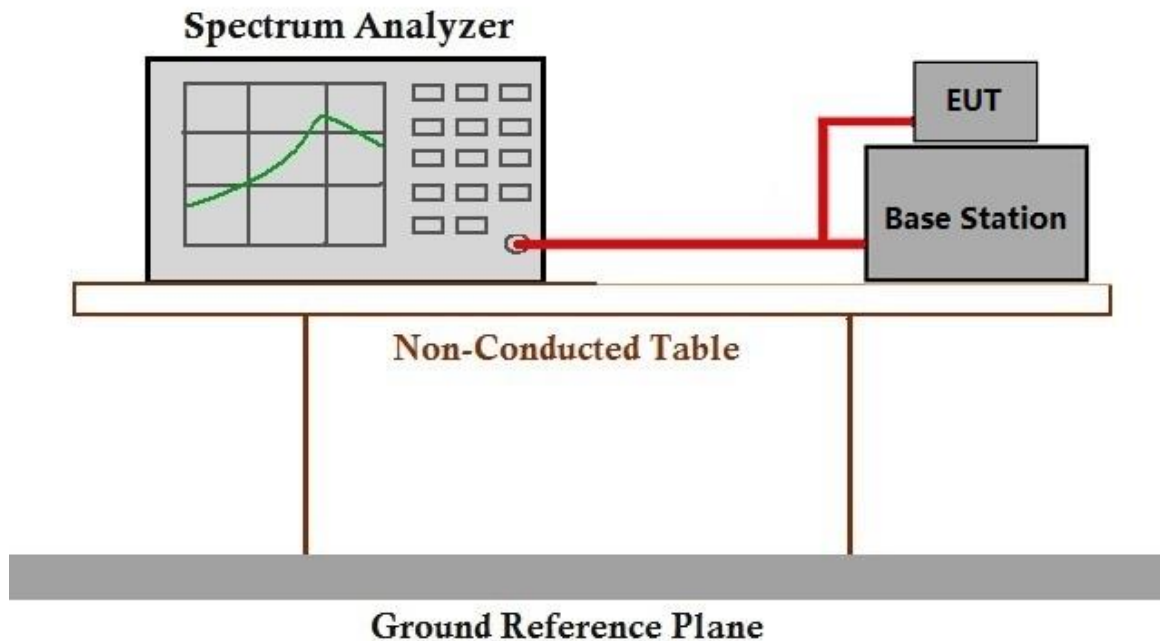 Spectrum Analyzer
EUT
Base Station
Non-Conducted Table
Ground Reference Plane